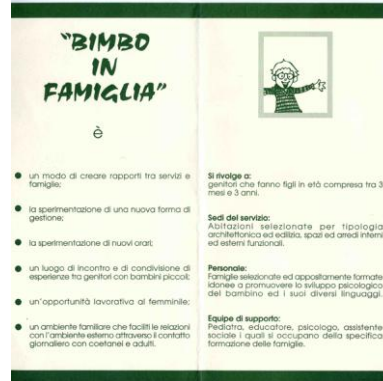 "BIMBO
IN
FAMIGLIA"
è
un modo di creare rapporti tra servizi e
famiglie;
la sperimentazione di una nuova forma di
gestione;
la sperimentazione di nuovi orari;
un luogo di incontro e di condivisione di
esperienze tra genitori con bambini piccoli;
un'opportunità lavorativa al femminile;
un ambiente familiare che faciliti le relazioni
con l'ambiente esterno attraverso il contatto
giornaliero con coetanei e adulti.
Si rivolge a:
genitori che fanno figli in età compresa tra 3
mesi e 3 anni.
Sedi del servizio:
Abitazioni selezionate per tipologia
architettonica ed edilizia, spazi ed arredi interni
ed esterni funzionali.
Personale:
Famiglie selezionate ed appositamente formate
idonee a promuovere lo sviluppo psicologico
del bambino ed i suoi diversi linguaggi.
Equipe di supporto:
Pediatra, educatore, psicologo, assistente
sociale i quali si occupano della specifica
formazione delle famiglie.